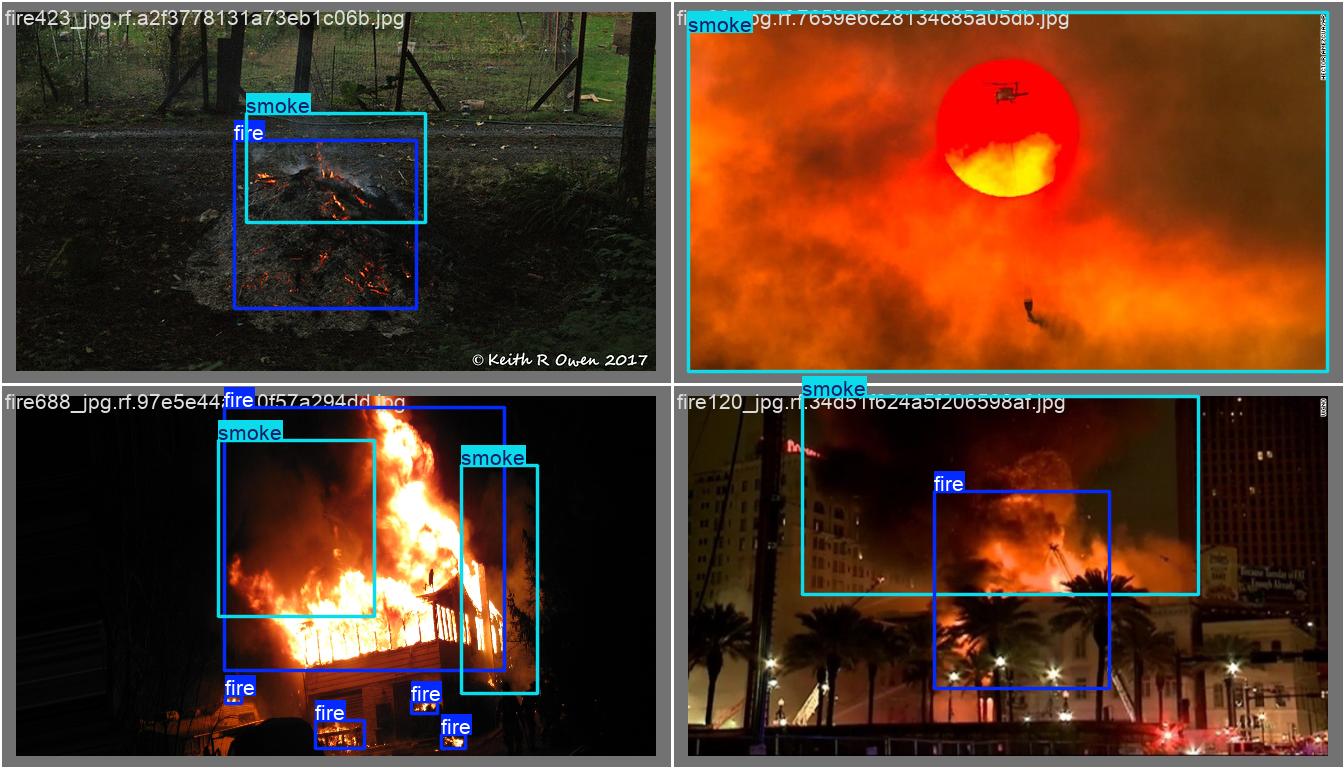 fire423_jpg.rf.a2f3778131a73eb1c06b.jpg
smoke
fire
© Keith R Owen 2017
smoke
fire688_jpg.rf.97e5e44
0f57a294dd.jpg
fire
smoke
smoke
fire
fire
fire
fire
smoke
fire120_jpg.rf.34d51f624a5f206598af.jpg
fire